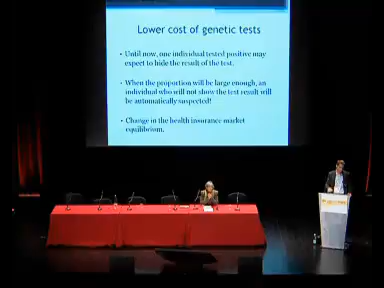 Lower cost of genetic tests
• Until now, one individual tested positive may
expect to hide the result of the test.
• When the proportion will be large enough, an
individual who will not show the test result will
be automatically suspected!
• Change in the health insurance market
equilibrium.